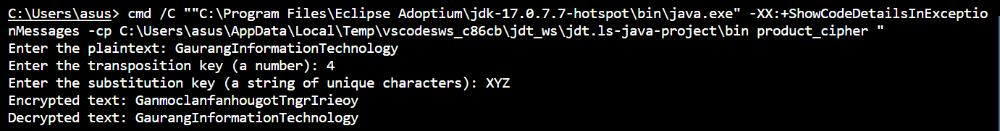 C:\Users\asus> cmd /C ""C:\Program Files\Eclipse Adoptium\jdk-17.0.7.7-hotspot\bin\java.exe" -XX:+ShowCodeDetailsInExceptio
nMessages -cp C:\Users\asus\AppData\Local\Temp\vscodesws_c86cb\jdt_ws\jdt.ls-java-project\bin product_cipher "
Enter the plaintext: GaurangInformationTechnology
Enter the transposition key (a number): 4
Enter the substitution key (a string of unique characters): XYZ
Encrypted text: GanmoclanfanhougotTngrIrieoy
Decrypted text: GaurangInformationTechnology